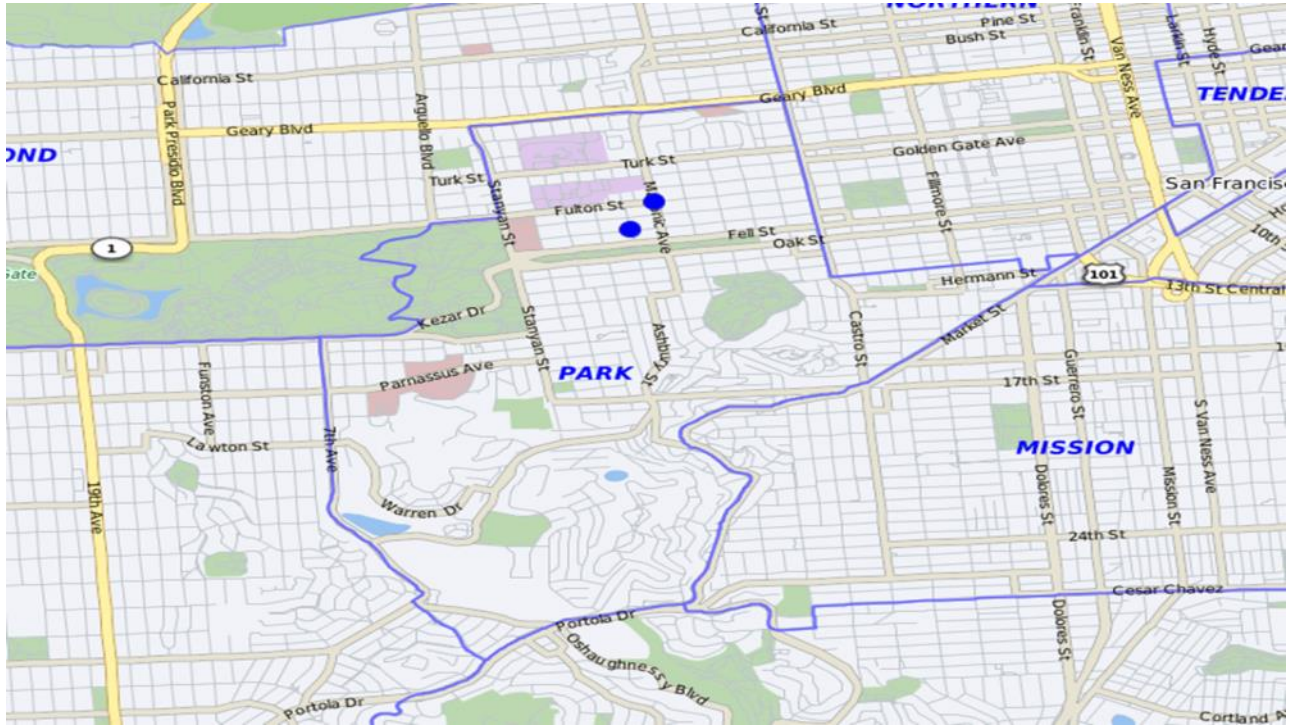 NORTHERN
California St
Pine St
Bush St
Franklin St
Van Ness Ave
Larkin St
Hyde St
St
Gear
California St
Park Presidio Blvd
Arguello Blvd
Geary Blvd
Geary Blvd
TENDE
OND
Turk St
Golden Gate Ave
Turk St
Stanyan St
Fulton St
Fillmore St
San Francis
Fell St
Oak St
10th S
1
Gate
Hermann St
101
13th St Central
Kezar Dr
Stanyan St
Ashbury St
Castro St
Market St
Funston Ave
Parnassus Ave
PARK
17th St
Guerrero St
S Van Ness Ave
Lawton St
7th Ave
MISSION
19th Ave
Warren Dr
Dolores St
Mission St
24th St
Cesar Chavez
Portola Dr
Dolores St
Oshaughnessy Blvd
Portola Dr
Cortland A